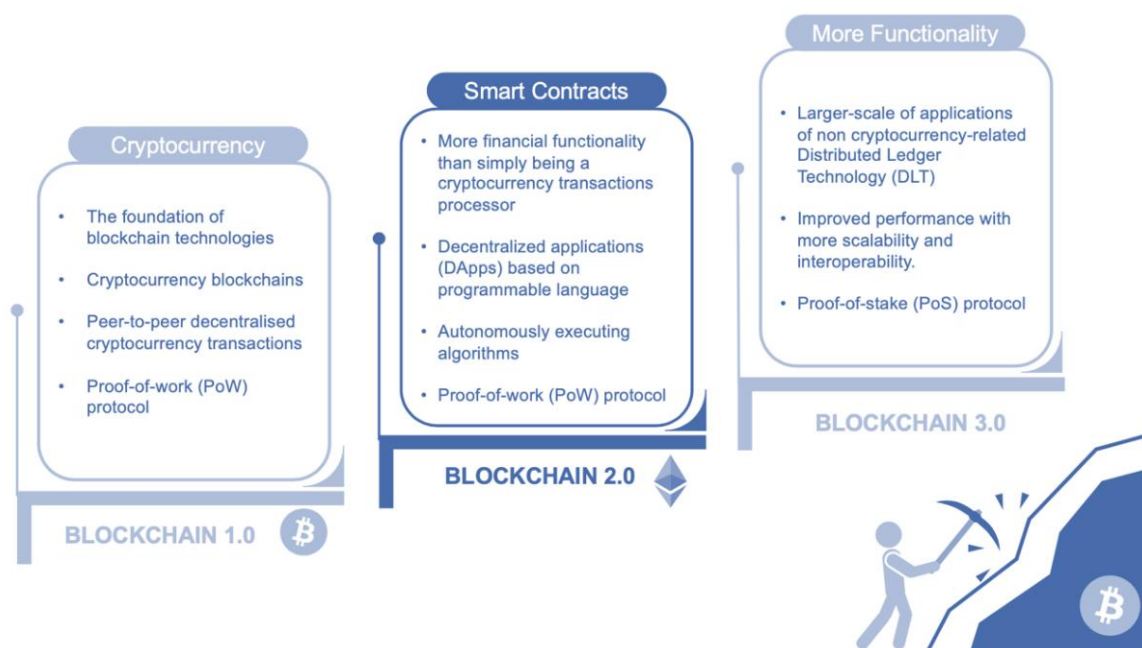 Cryptocurrency
• The foundation of
blockchain technologies
• Cryptocurrency blockchains
• Peer-to-peer decentralised
cryptocurrency transactions
• Proof-of-work (PoW)
protocol
BLOCKCHAIN 1.0
Smart Contracts
• More financial functionality
than simply being a
cryptocurrency transactions
processor
• Decentralized applications
(DApps) based on
programmable language
• Autonomously executing
algorithms
• Proof-of-work (PoW) protocol
BLOCKCHAIN 2.0
More Functionality
• Larger-scale of applications
of non cryptocurrency-related
Distributed Ledger
Technology (DLT)
• Improved performance with
more scalability and
interoperability.
• Proof-of-stake (PoS) protocol
BLOCKCHAIN 3.0